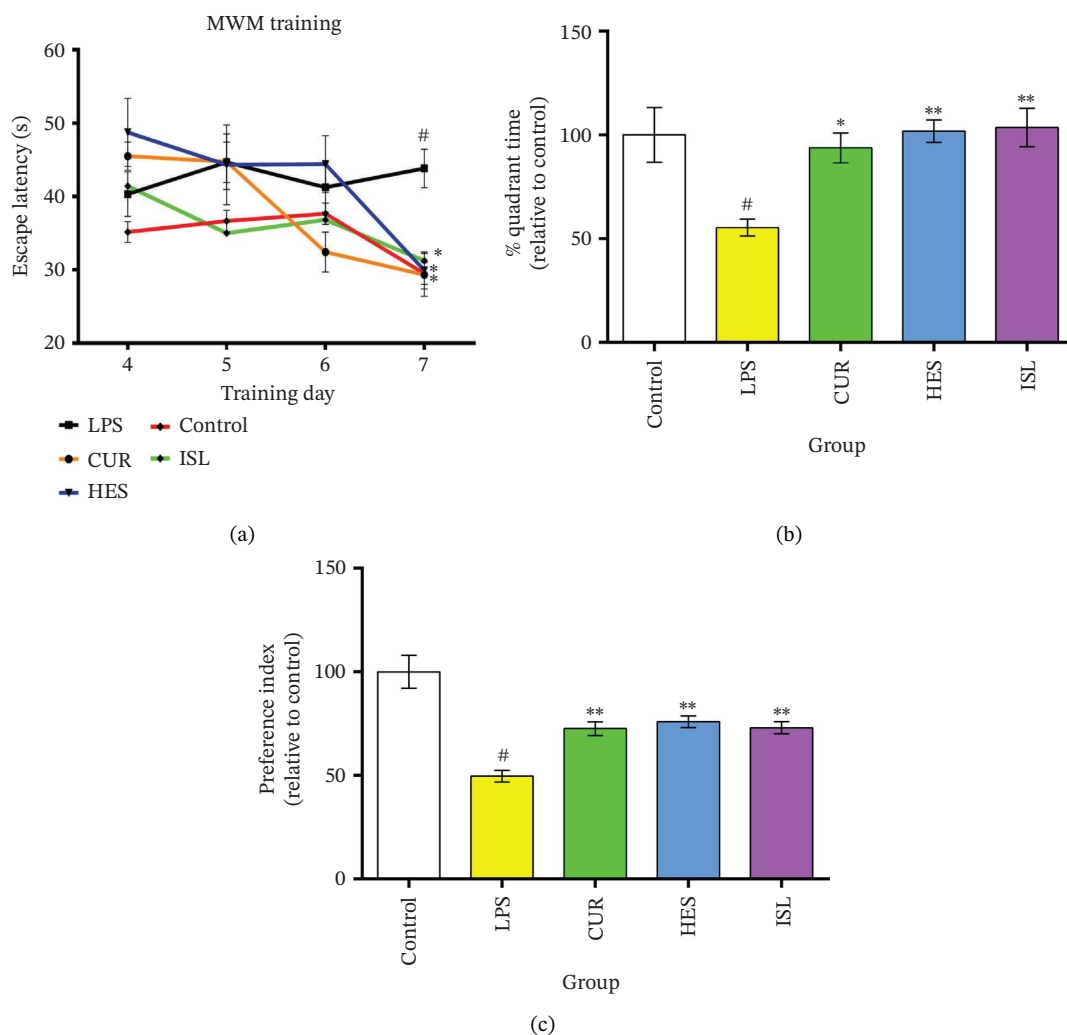 MWM training
60
50
40
30
20
Escape latency (s)
#
*
*
*
4 5 6 7
Training day
LPS Control
CUR ISL
HES
(a)
150
100
50
0
% quadrant time
(relative to control)
# * ** **
Control LPS CUR HES ISL
Group
(b)
150
100
50
0
Preference index
(relative to control)
# ** ** **
Control LPS CUR HES ISL
Group
(c)